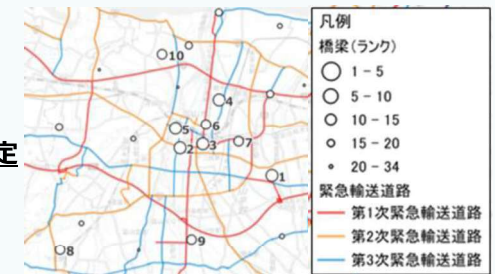 定
10
4
5
6
2
3
7
1
8
9
凡例
橋梁(ランク)
1 - 5
5 - 10
10 - 15
15 - 20
20 - 34
緊急輸送道路
第1次緊急輸送道路
第2次緊急輸送道路
第3次緊急輸送道路